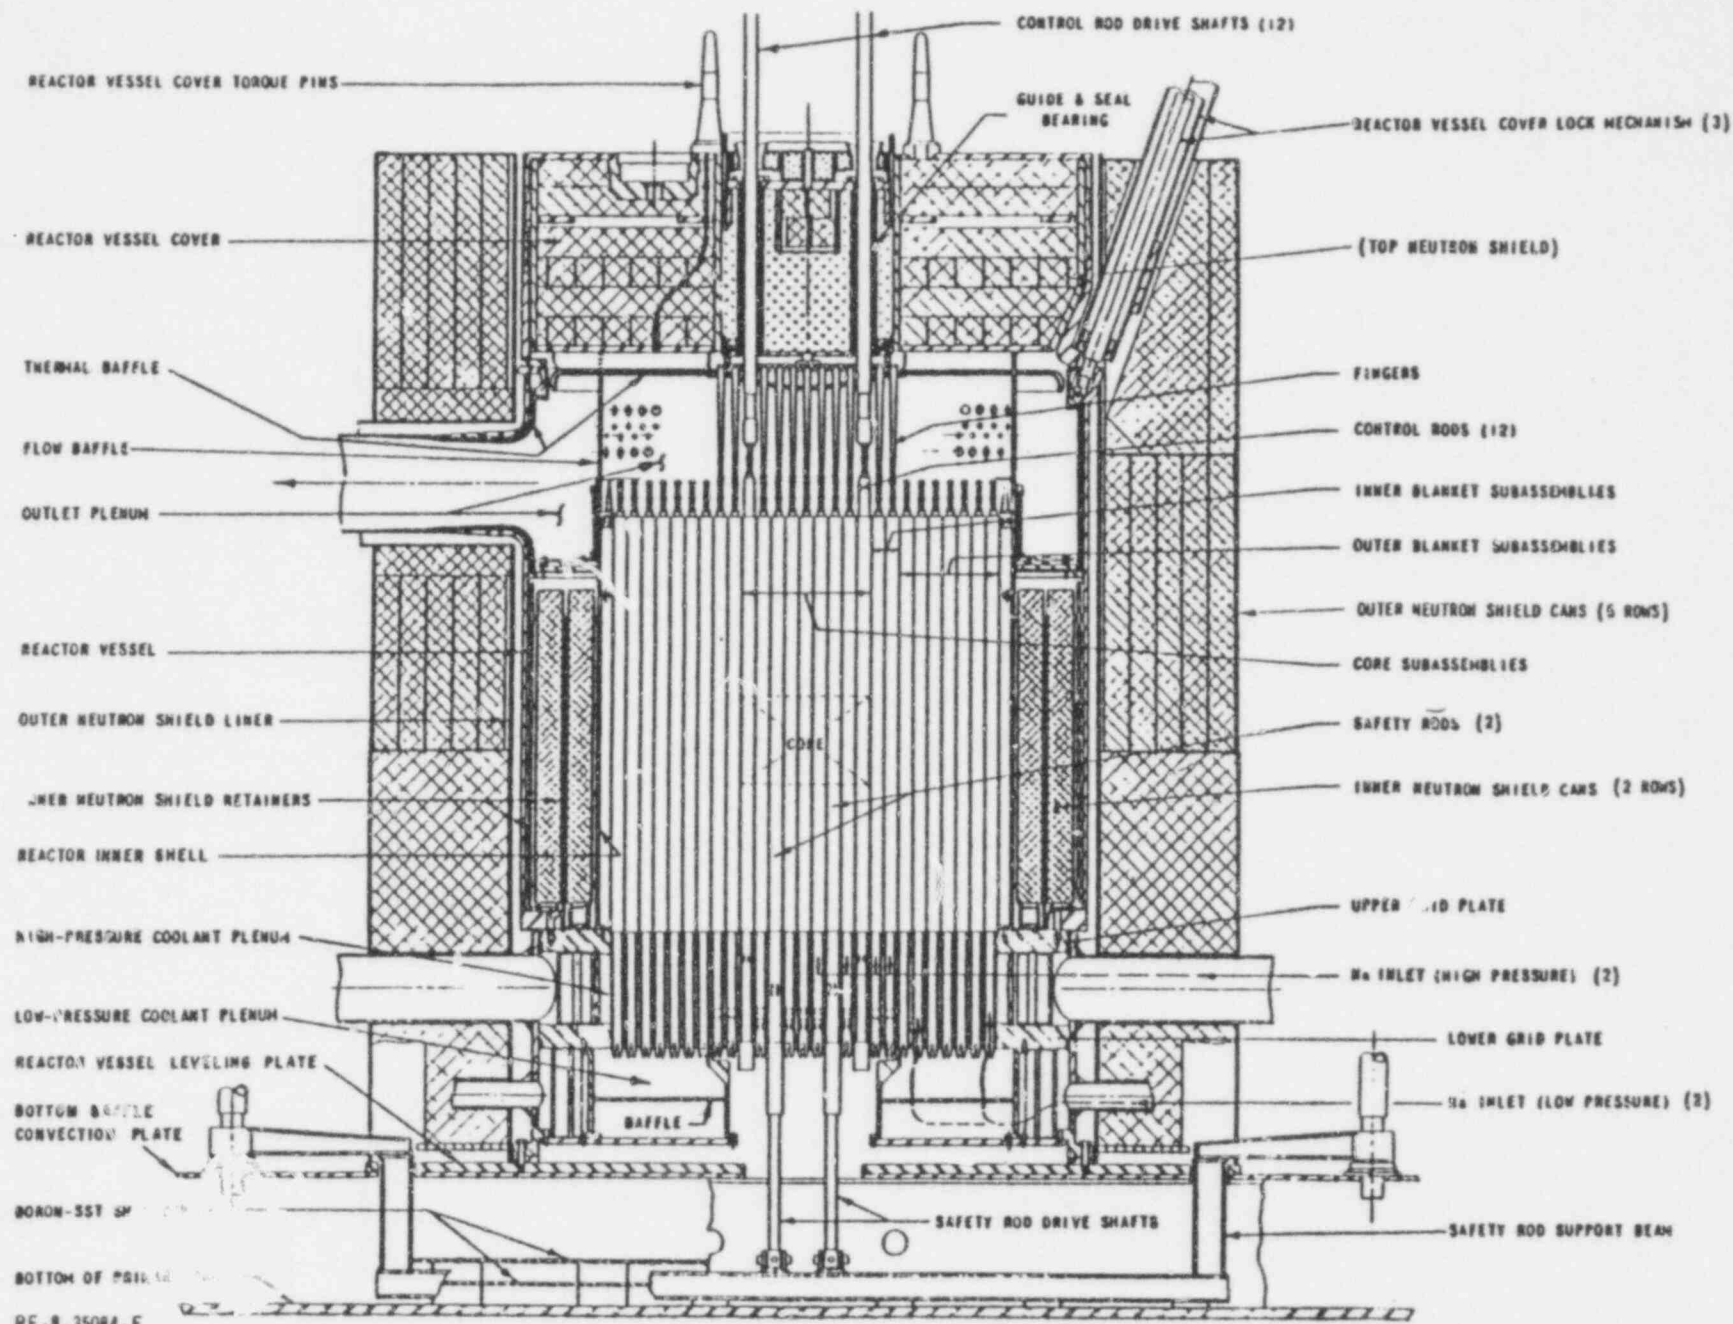 CONTROL ROD DRIVE SHAFTS (12)
REACTOR VESSEL COVER TORQUE PINS
GUIDE & SEAL
BEARING
REACTOR VESSEL COVER LOCK MECHANISM (3)
REACTOR VESSEL COVER
(TOP NEUTRON SHIELD)
THERMAL BAFFLE
FINGERS
FLOW BAFFLE
CONTROL RODS (12)
OUTLET PLENUM
INNER BLANKET SUBASSEMBLIES
OUTER BLANKET SUBASSEMBLIES
OUTER NEUTRON SHIELD CANS (5 ROWS)
REACTOR VESSEL
CORE SUBASSEMBLIES
OUTER NEUTRON SHIELD LINER
SAFETY RODS (2)
CORE
NEUTRON SHIELD RETAINERS
INNER NEUTRON SHIELD CANS (2 ROWS)
REACTOR INNER SHELL
UPPER PLATE
HIGH-PRESSURE COOLANT PLENUM
Na INLET (HIGH PRESSURE) (2)
LOW-PRESSURE COOLANT PLENUM
LOWER GRID PLATE
REACTOR VESSEL LEVELING PLATE
BOTTOM BAFFLE
CONVECTION PLATE
BAFFLE
Na INLET (LOW PRESSURE) (2)
BORON-SST
SAFETY ROD DRIVE SHAFTS
SAFETY ROD SUPPORT BEAM
BOTTOM OF